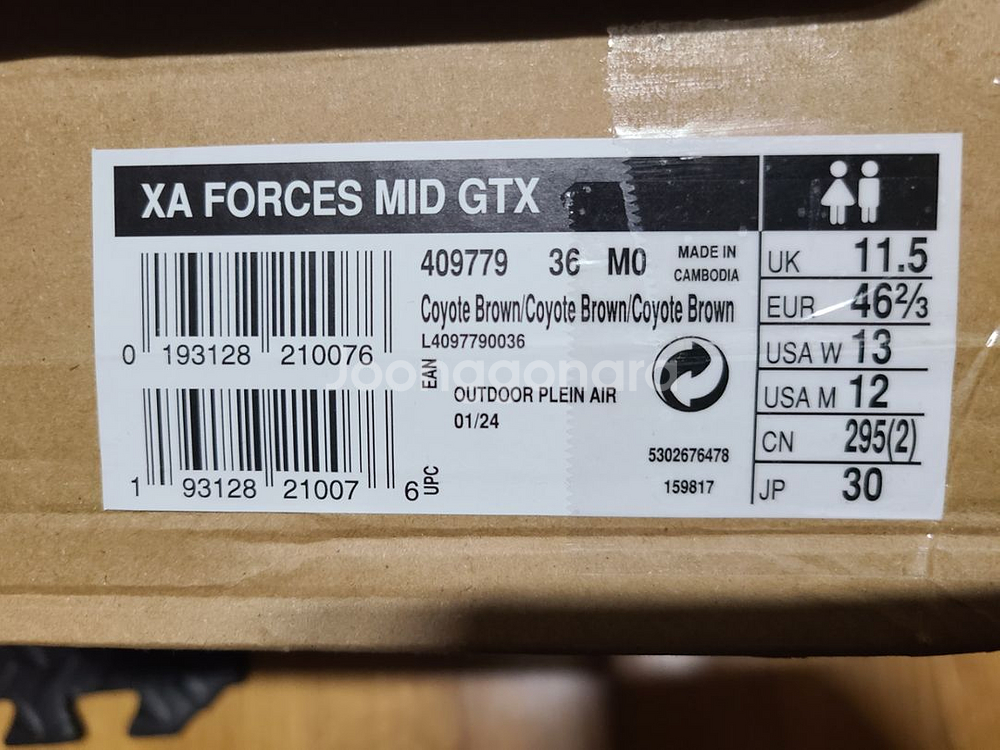 XA FORCES MID GTX
409779 36 M0 MADE IN CAMBODIA
Coyote Brown/Coyote Brown/Coyote Brown
L4097790036
EAN
0 193128 210076
OUTDOOR PLEIN AIR
01/24
1 93128 21007 6
UPC
5302676478
159817
UK 11.5
EUR 46⅔
USA W 13
USA M 12
CN 295(2)
JP 30
Joonggonara